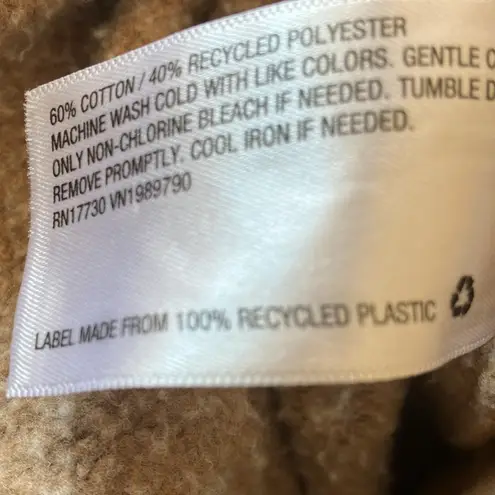 60% COTTON / 40% RECYCLED POLYESTER
MACHINE WASH COLD WITH LIKE COLORS. GENTLE
ONLY NON-CHLORINE BLEACH IF NEEDED. TUMBLE
REMOVE PROMPTLY. COOL IRON IF NEEDED.
RN17730 VN1989790
LABEL MADE FROM 100% RECYCLED PLASTIC